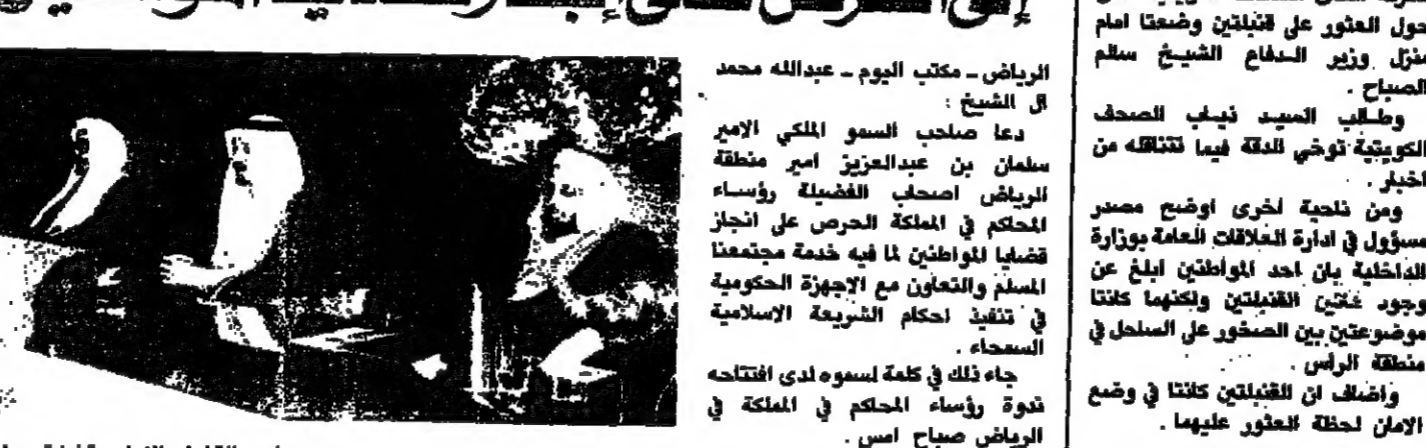 حول العثور على قنبلتين وضعتا امام
منزل وزير الدفاع الشيخ سالم
الصباح .
وطالب السيد ذياب الصحف
الكويتية توخي الدقة فيما تتناقله من
اخبار .
ومن ناحية أخرى اوضح مصدر
مسؤول في ادارة العلاقات العامة بوزارة
الداخلية بان احد المواطنين ابلغ عن
وجود هاتين القنبلتين ولكنهما كانتا
موضوعتين بين الصخور على الساحل في
منطقة الراس .
واضاف ان القنبلتين كانتا في وضع
الامان لحظة العثور عليهما .
الرياض ـ مكتب اليوم ـ عبدالله محمد
آل الشيخ :
دعا صاحب السمو الملكي الامير
سلمان بن عبدالعزيز امير منطقة
الرياض اصحاب الفضيلة رؤساء
المحاكم في المملكة الحرص على انجاز
قضايا المواطنين لما فيه خدمة مجتمعنا
المسلم والتعاون مع الاجهزة الحكومية
في تنفيذ احكام الشريعة الاسلامية
السمحاء .
جاء ذلك في كلمة لسموه لدى افتتاحه
ندوة رؤساء المحاكم في المملكة في
الرياض صباح امس .